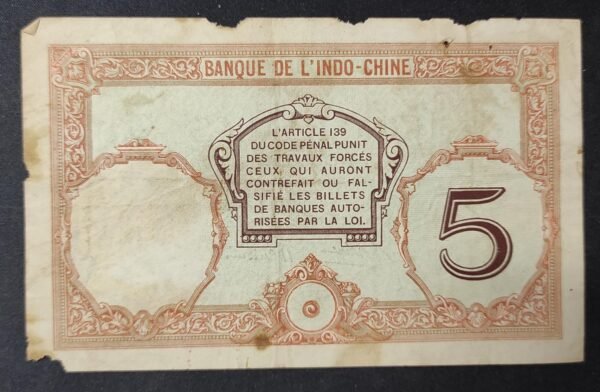 BANQUE DE L'INDO-CHINE
L'ARTICLE 139
DU CODE PÉNAL PUNIT
DES TRAVAUX FORCÉS
CEUX QUI AURONT
CONTREFAIT OU FAL-
SIFIÉ LES BILLETS
DE BANQUES AUTO-
RISÉES PAR LA LOI.
5